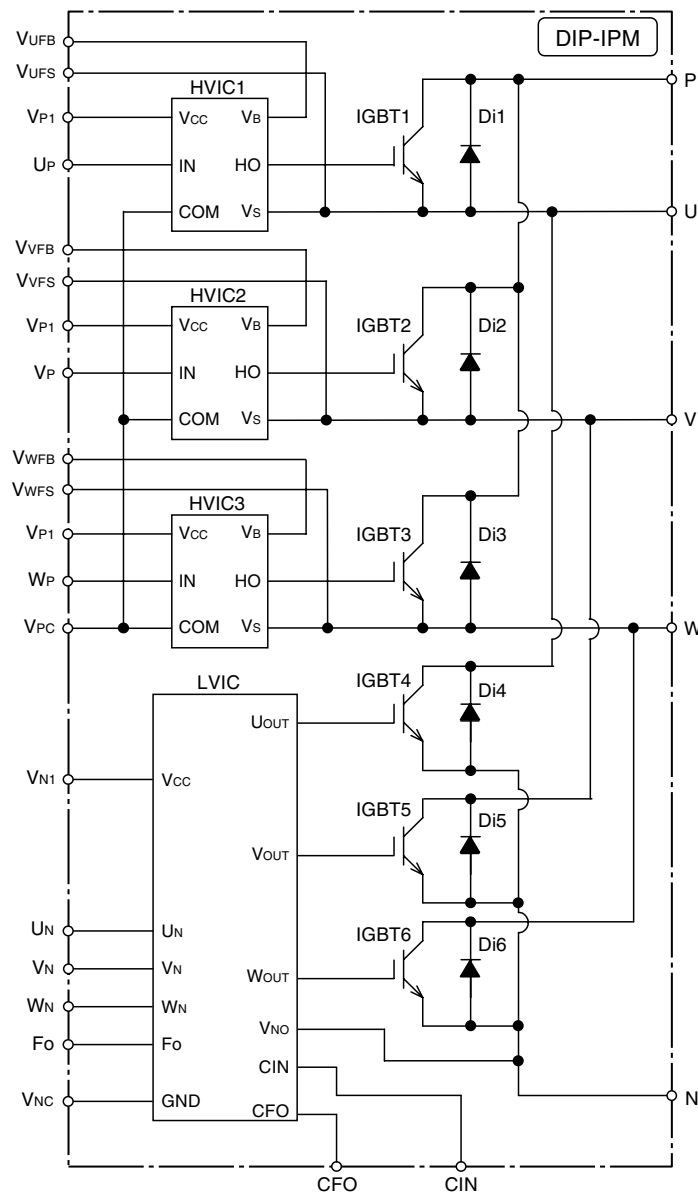 DIP-IPM
VUFB
VUFS
HVIC1
VP1
VCC
VB
IGBT1
Di1
P
UP
IN
HO
COM
VS
U
VVFB
VVFS
HVIC2
VP1
VCC
VB
IGBT2
Di2
VP
IN
HO
COM
VS
V
VWFB
VWFS
HVIC3
VP1
VCC
VB
IGBT3
Di3
WP
IN
HO
VPC
COM
VS
W
LVIC
IGBT4
Di4
UOUT
VN1
VCC
IGBT5
Di5
VOUT
IGBT6
Di6
UN
UN
VN
VN
WOUT
WN
WN
VNO
Fo
Fo
CIN
VNC
GND
CFO
N
CFO
CIN